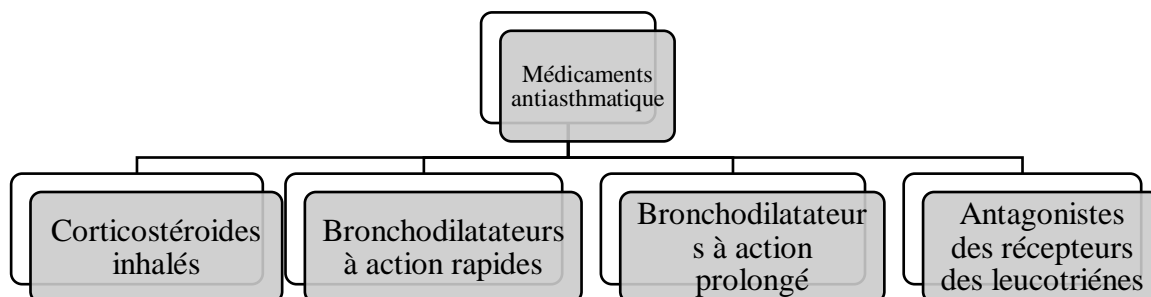 Médicaments
antiasthmatique
Corticostéroides
inhalés
Bronchodilatateurs
à action rapides
Bronchodilatateur
s à action
prolongé
Antagonistes
des récepteurs
des leucotriénes